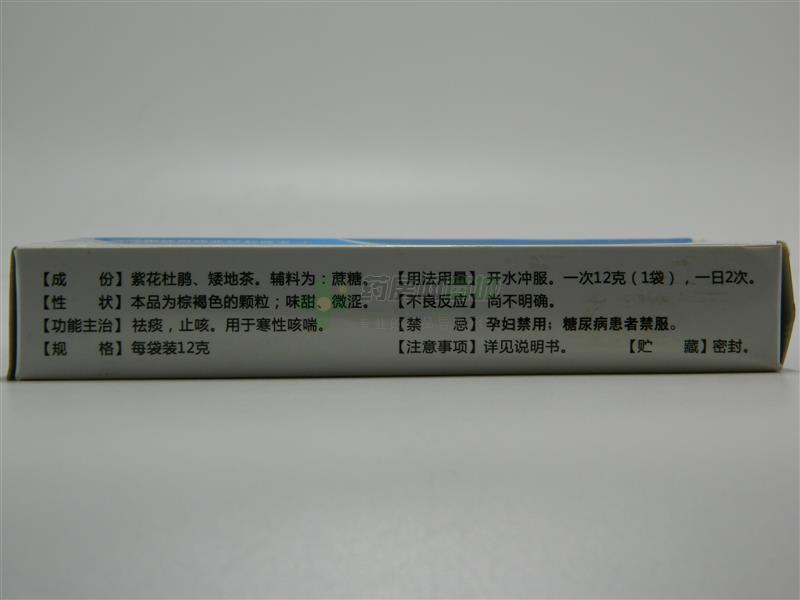 【成 份】紫花杜鹃、矮地茶。辅料为：蔗糖。
【性 状】本品为棕褐色的颗粒；味甜、微涩。
【功能主治】祛痰，止咳。用于寒性咳喘。
【规 格】每袋装12克
【用法用量】开水冲服。一次12克（1袋），一日2次。
【不良反应】尚不明确。
【禁 忌】孕妇禁用；糖尿病患者禁服。
【注意事项】详见说明书。 【贮 藏】密封。